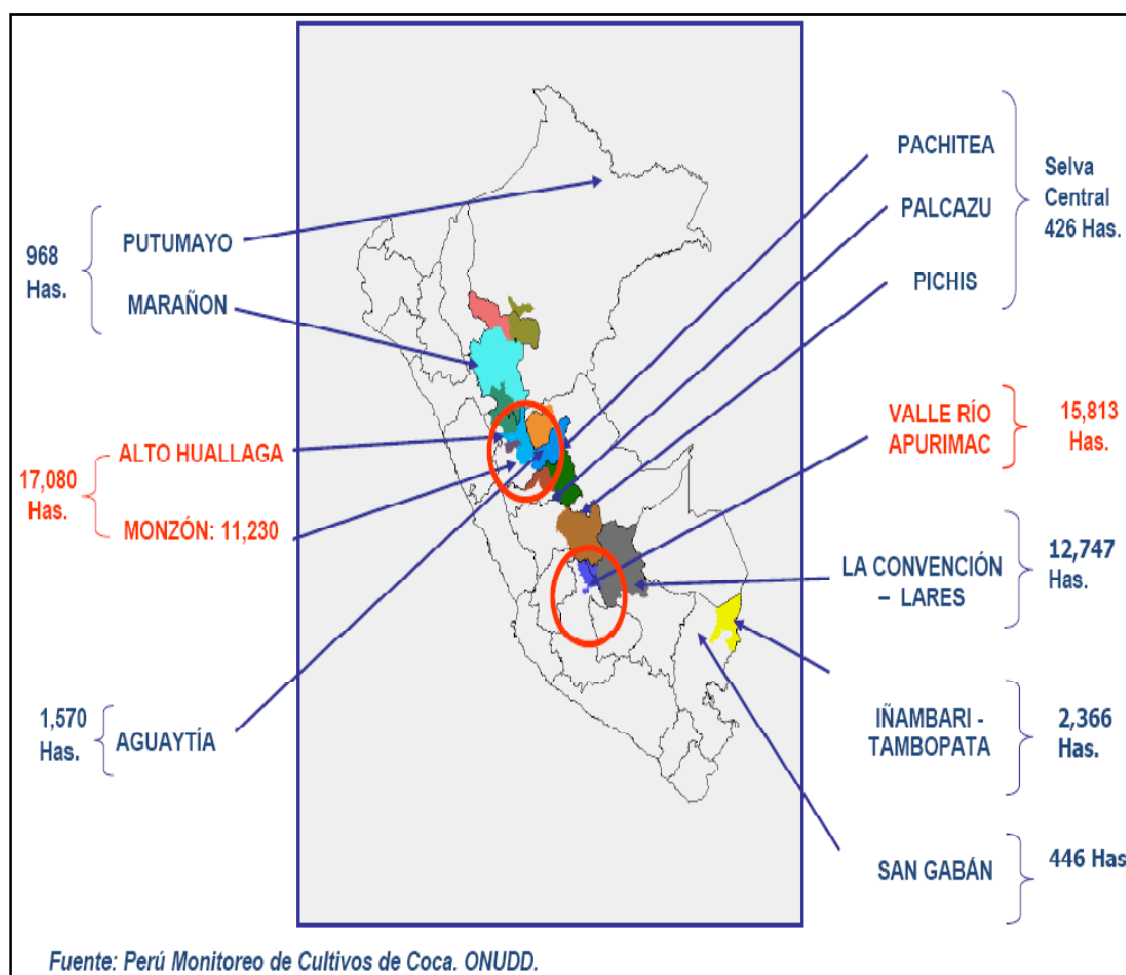 968
Has.
PUTUMAYO
MARAÑON
17,080
Has.
ALTO HUALLAGA
MONZÓN: 11,230
1,570
Has.
AGUAYTÍA
PACHITEA
PALCAZU
PICHIS
Selva
Central
426 Has.
VALLE RÍO
APURIMAC
15,813
Has.
LA CONVENCIÓN
– LARES
12,747
Has.
IÑAMBARI -
TAMBOPATA
2,366
Has.
SAN GABÁN
446 Has
Fuente: Perú Monitoreo de Cultivos de Coca. ONUDD.